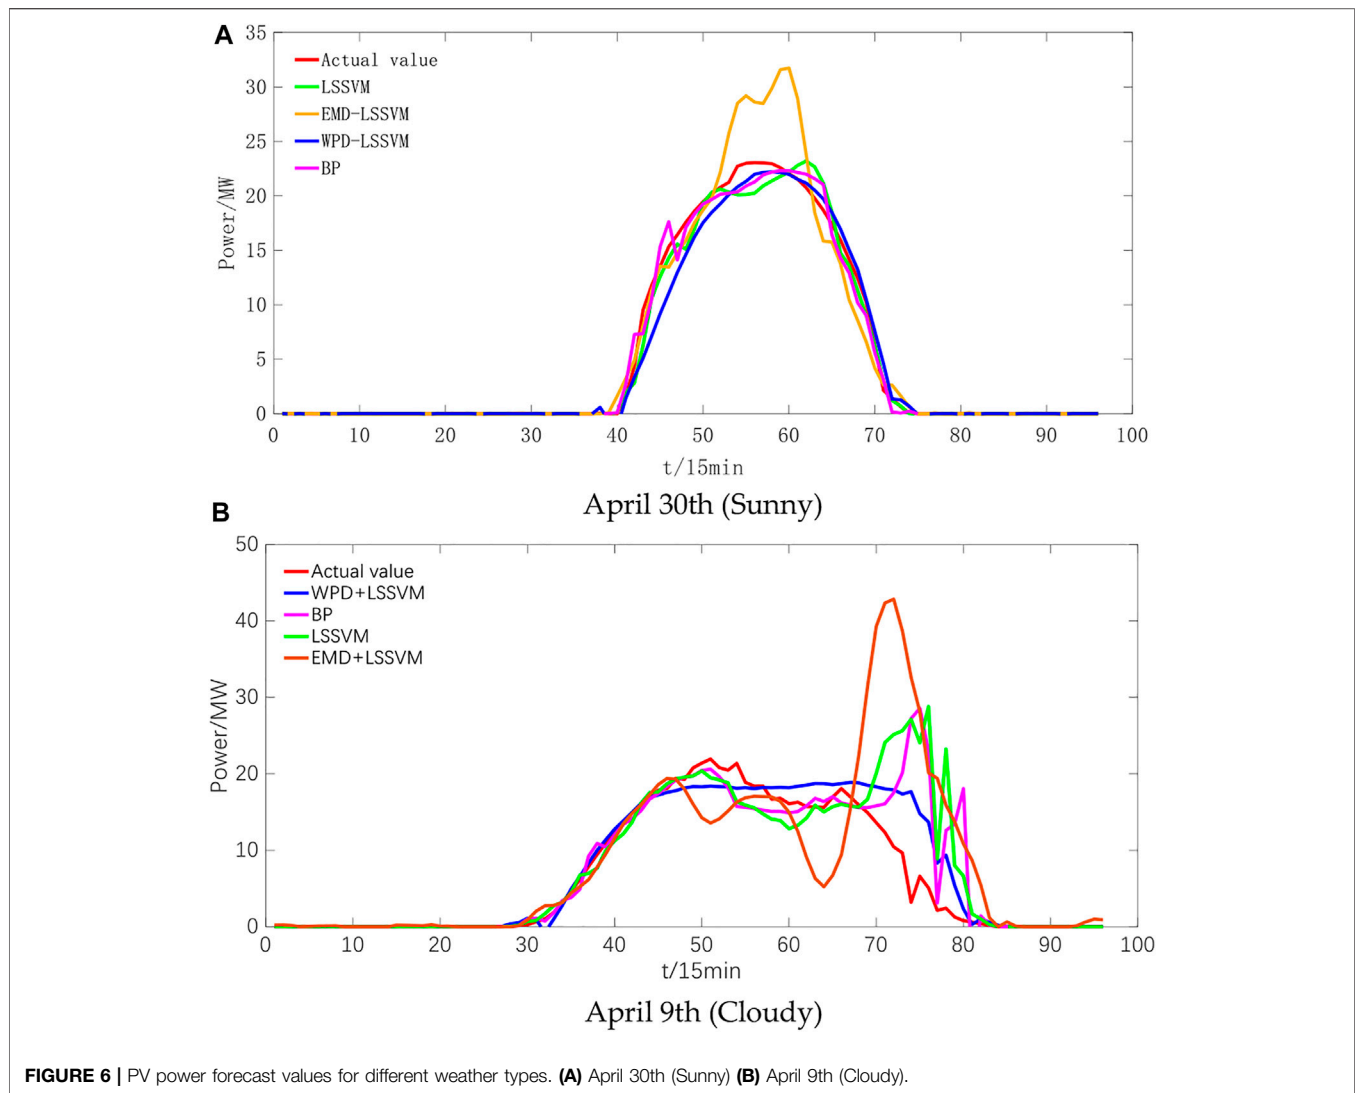 A
35
30
25
20
15
10
5
0
Power/MW
Actual value
LSSVM
EMD-LSSVM
WPD-LSSVM
BP
0 10 20 30 40 50 60 70 80 90 100
t/15min
April 30th (Sunny)
B
50
40
30
20
10
0
Power/MW
Actual value
WPD+LSSVM
BP
LSSVM
EMD+LSSVM
0 10 20 30 40 50 60 70 80 90 100
t/15min
April 9th (Cloudy)
FIGURE 6 | PV power forecast values for different weather types. (A) April 30th (Sunny) (B) April 9th (Cloudy).